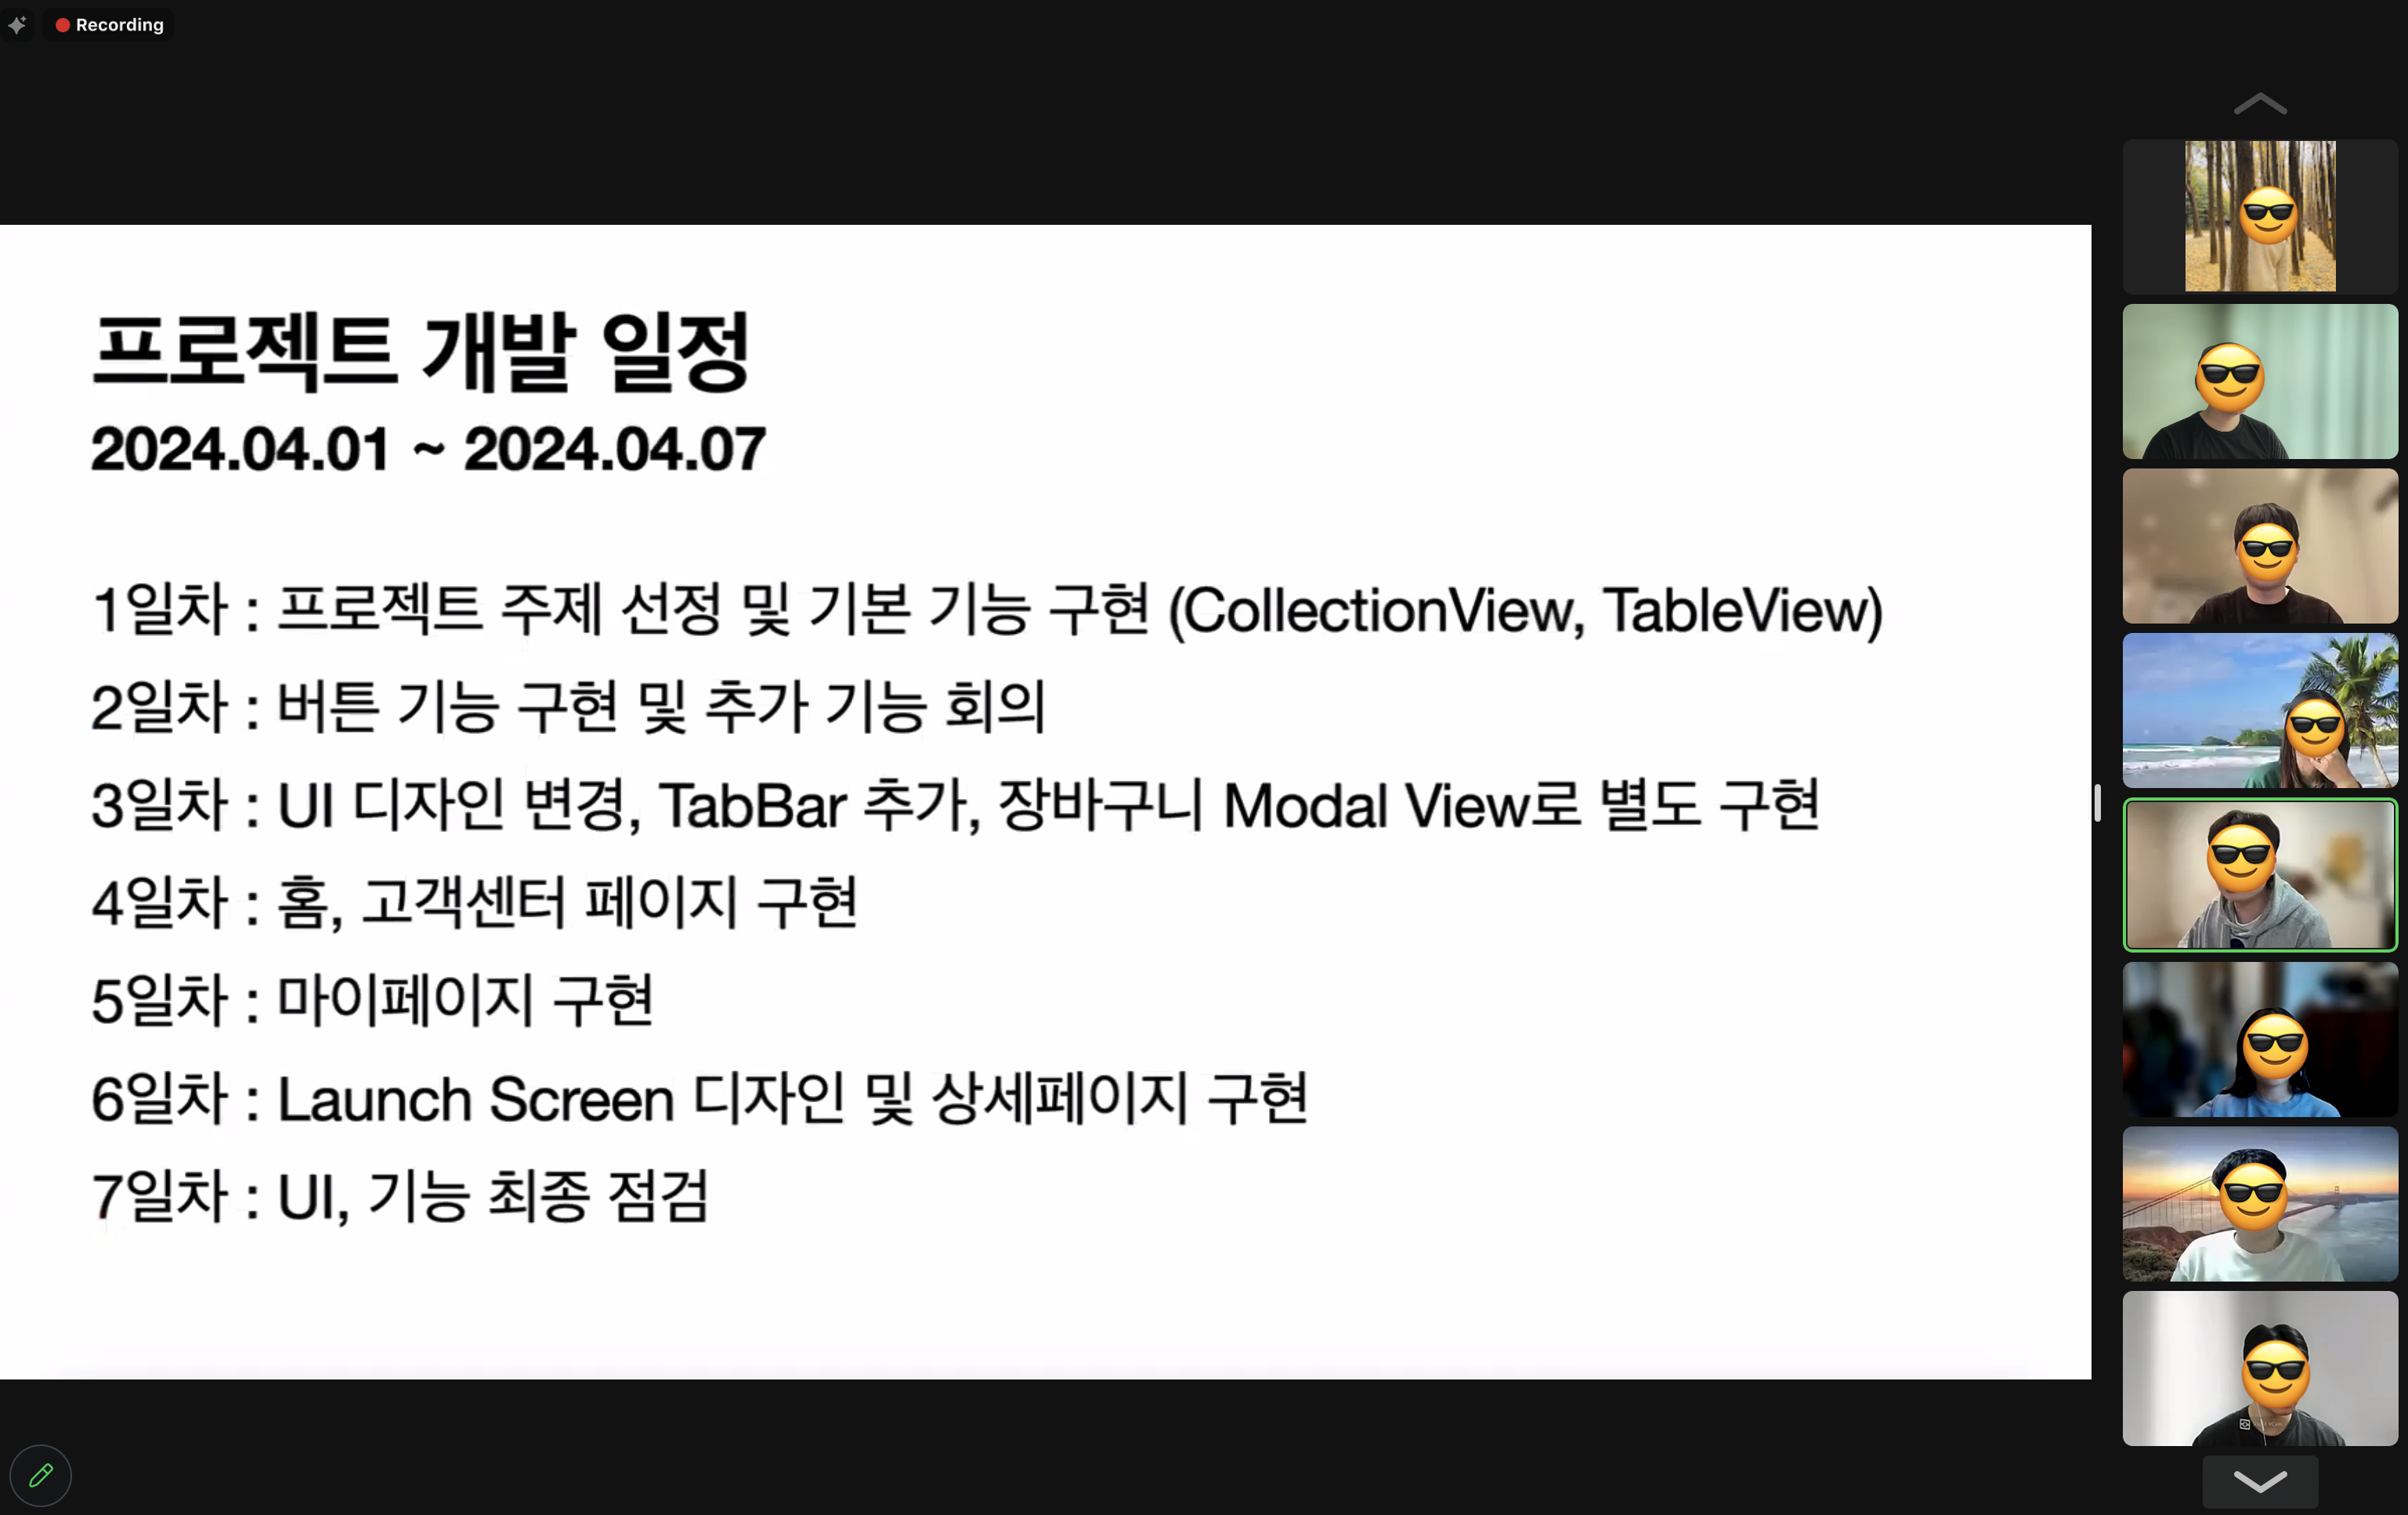 Recording
프로젝트 개발 일정
2024.04.01 ~ 2024.04.07
1일차 : 프로젝트 주제 선정 및 기본 기능 구현 (CollectionView, TableView)
2일차 : 버튼 기능 구현 및 추가 기능 회의
3일차 : UI 디자인 변경, TabBar 추가, 장바구니 Modal View로 별도 구현
4일차 : 홈, 고객센터 페이지 구현
5일차 : 마이페이지 구현
6일차 : Launch Screen 디자인 및 상세페이지 구현
7일차 : UI, 기능 최종 점검